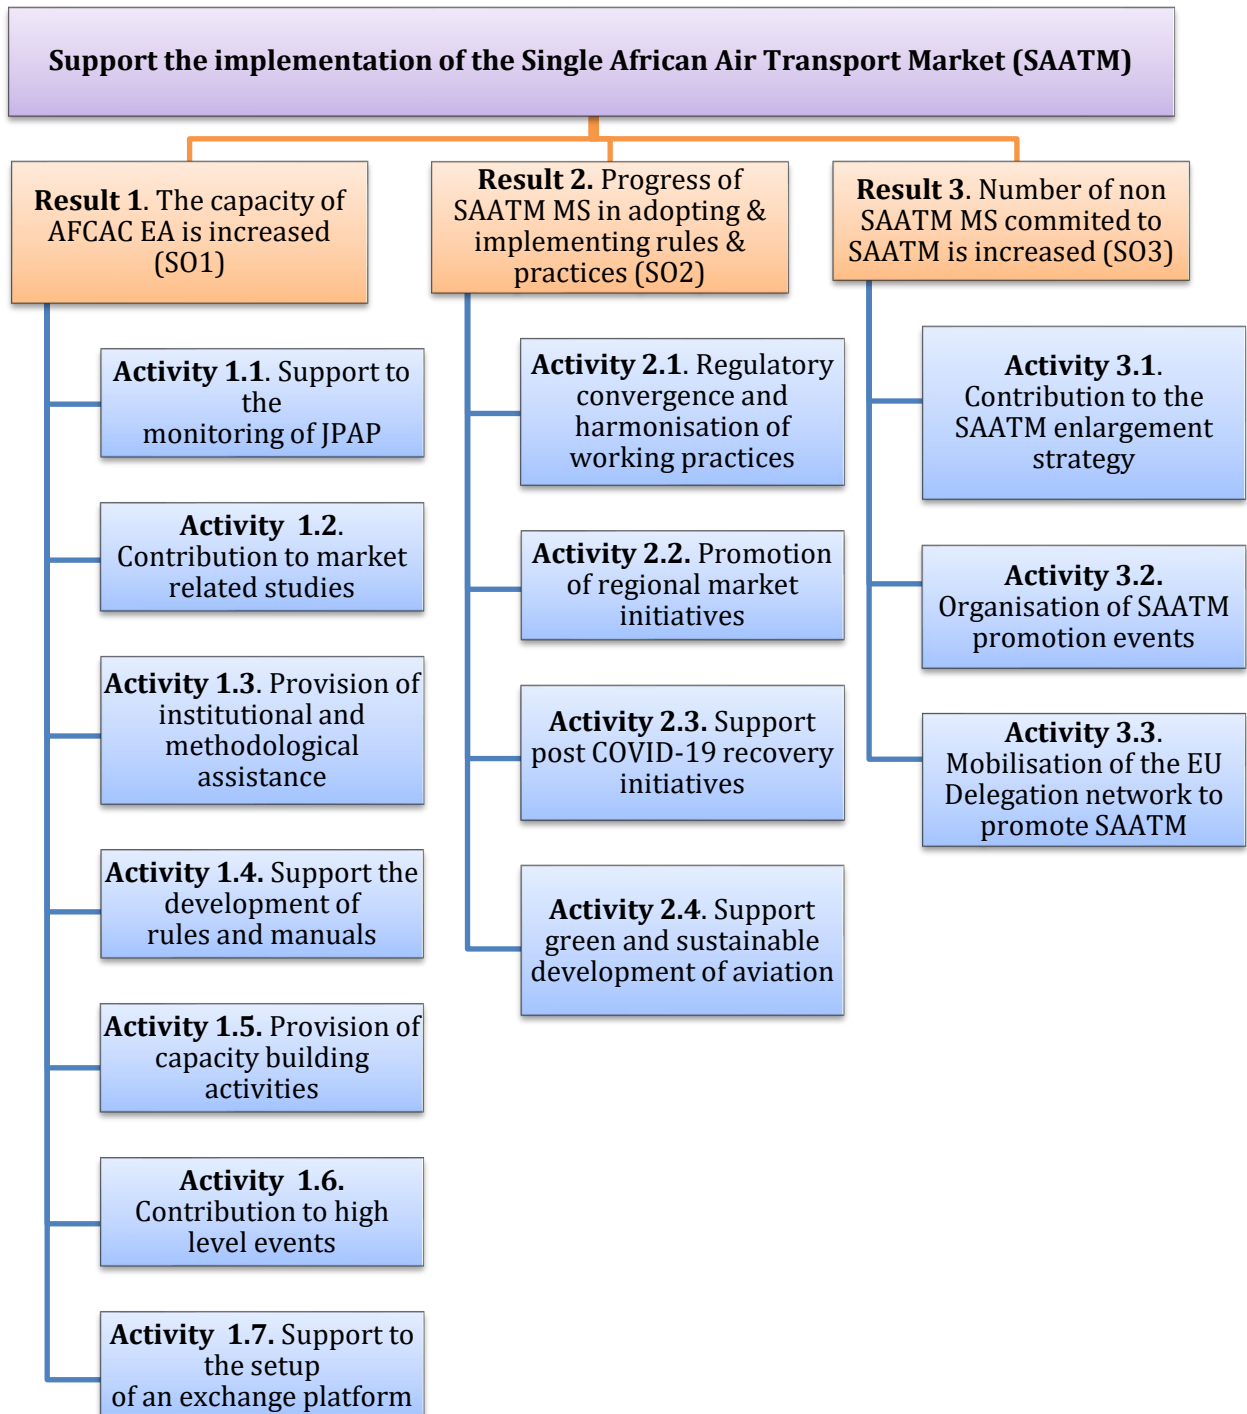 Support the implementation of the Single African Air Transport Market (SAATM)
Result 1. The capacity of
AFCAC EA is increased
(SO1)
Activity 1.1. Support to
the
monitoring of JPAP
Activity 1.2.
Contribution to market
related studies
Activity 1.3. Provision of
institutional and
methodological
assistance
Activity 1.4. Support the
development of
rules and manuals
Activity 1.5. Provision of
capacity building
activities
Activity 1.6.
Contribution to high
level events
Activity 1.7. Support to
the setup
of an exchange platform
Result 2. Progress of
SAATM MS in adopting &
implementing rules &
practices (SO2)
Activity 2.1. Regulatory
convergence and
harmonisation of
working practices
Activity 2.2. Promotion
of regional market
initiatives
Activity 2.3. Support
post COVID-19 recovery
initiatives
Activity 2.4. Support
green and sustainable
development of aviation
Result 3. Number of non
SAATM MS commited to
SAATM is increased (SO3)
Activity 3.1.
Contribution to the
SAATM enlargement
strategy
Activity 3.2.
Organisation of SAATM
promotion events
Activity 3.3.
Mobilisation of the EU
Delegation network to
promote SAATM